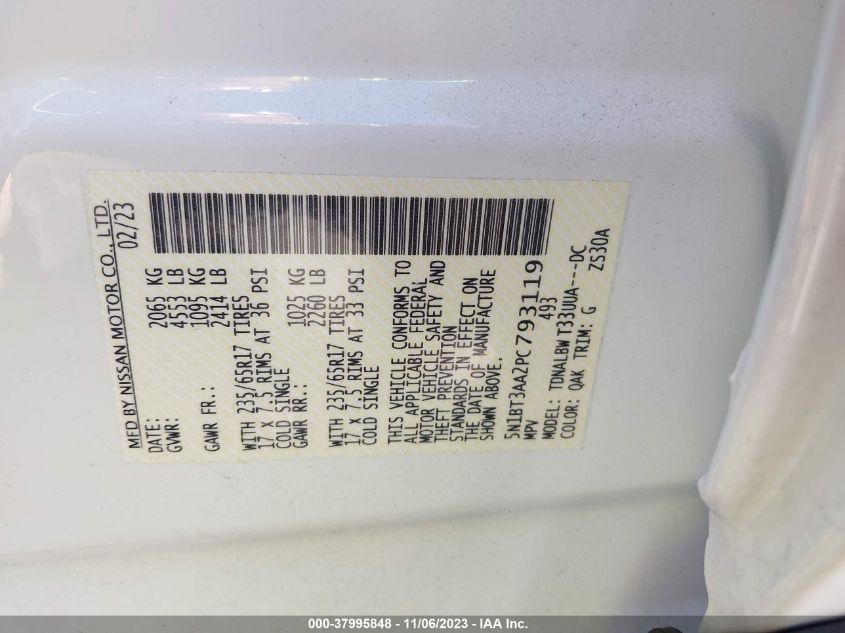 MFD BY NISSAN MOTOR CO., LTD.
DATE: 02/23
GVWR: 2065 KG
4553 LB
GAWR FR.: 1095 KG
2414 LB
WITH 235/65R17 TIRES
17 X 7.5 RIMS AT 36 PSI
COLD SINGLE
GAWR RR.: 1025 KG
2260 LB
WITH 235/65R17 TIRES
17 X 7.5 RIMS AT 33 PSI
COLD SINGLE
THIS VEHICLE CONFORMS TO
ALL APPLICABLE FEDERAL
MOTOR VEHICLE SAFETY AND
THEFT PREVENTION
STANDARDS IN EFFECT ON
THE DATE OF MANUFACTURE
SHOWN ABOVE.
5N1BT3AA2PC793119
MPV 493
MODEL: TDNALBW T33UUA---DC
COLOR: QAK TRIM: G ZS30A
000-37995848 - 11/06/2023 - IAA Inc.